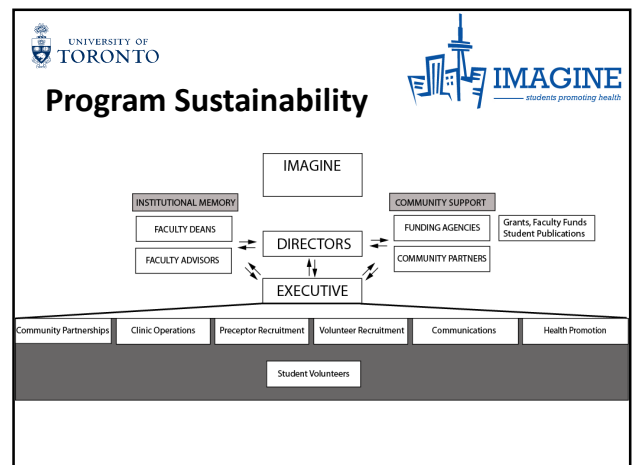 UNIVERSITY OF
TORONTO
IMAGINE
students promoting health
Program Sustainability
IMAGINE
INSTITUTIONAL MEMORY
COMMUNITY SUPPORT
FACULTY DEANS
DIRECTORS
FUNDING AGENCIES
Grants, Faculty Funds
Student Publications
FACULTY ADVISORS
COMMUNITY PARTNERS
EXECUTIVE
Community Partnerships
Clinic Operations
Preceptor Recruitment
Volunteer Recruitment
Communications
Health Promotion
Student Volunteers